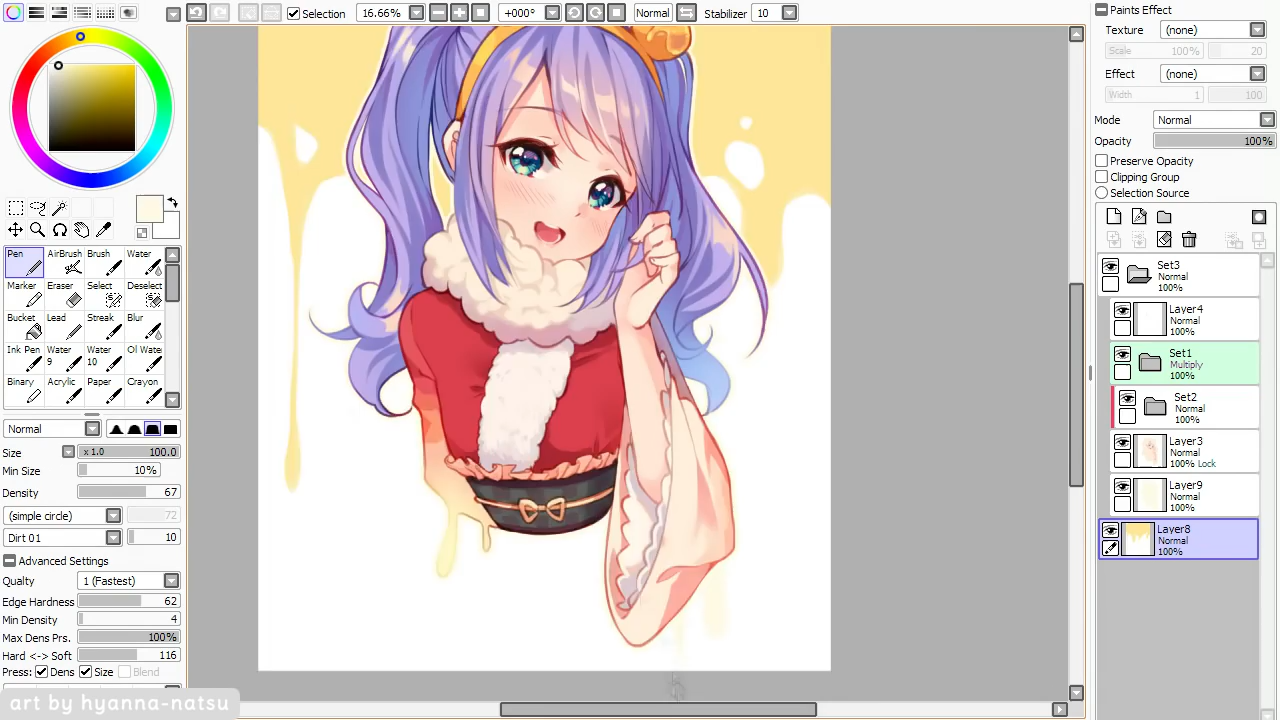 Selection 16.66% +000° Normal Stabilizer 10
Pen AirBrush Brush Water
Marker Eraser Select Deselect
Bucket Lead Streak Blur
Ink Pen Water 9 Water 10 Oil Water
Binary Acrylic Paper Crayon
Normal
Size x 1.0 100.0
Min Size 10%
Density 67
(simple circle) 72
Dirt 01 10
Advanced Settings
Quality 1 (Fastest)
Edge Hardness 62
Min Density 4
Max Dens Prs. 100%
Hard <-> Soft 116
Press: Dens Size Blend
art by hyanna-natsu
Paints Effect
Texture (none)
Scale 100% 20
Effect (none)
Width 1 100
Mode Normal
Opacity 100%
Preserve Opacity
Clipping Group
Selection Source
Set3
Normal
100%
Layer4
Normal
100%
Set1
Multiply
100%
Set2
Normal
100%
Layer3
Normal
100% Lock
Layer9
Normal
100%
Layer8
Normal
100%